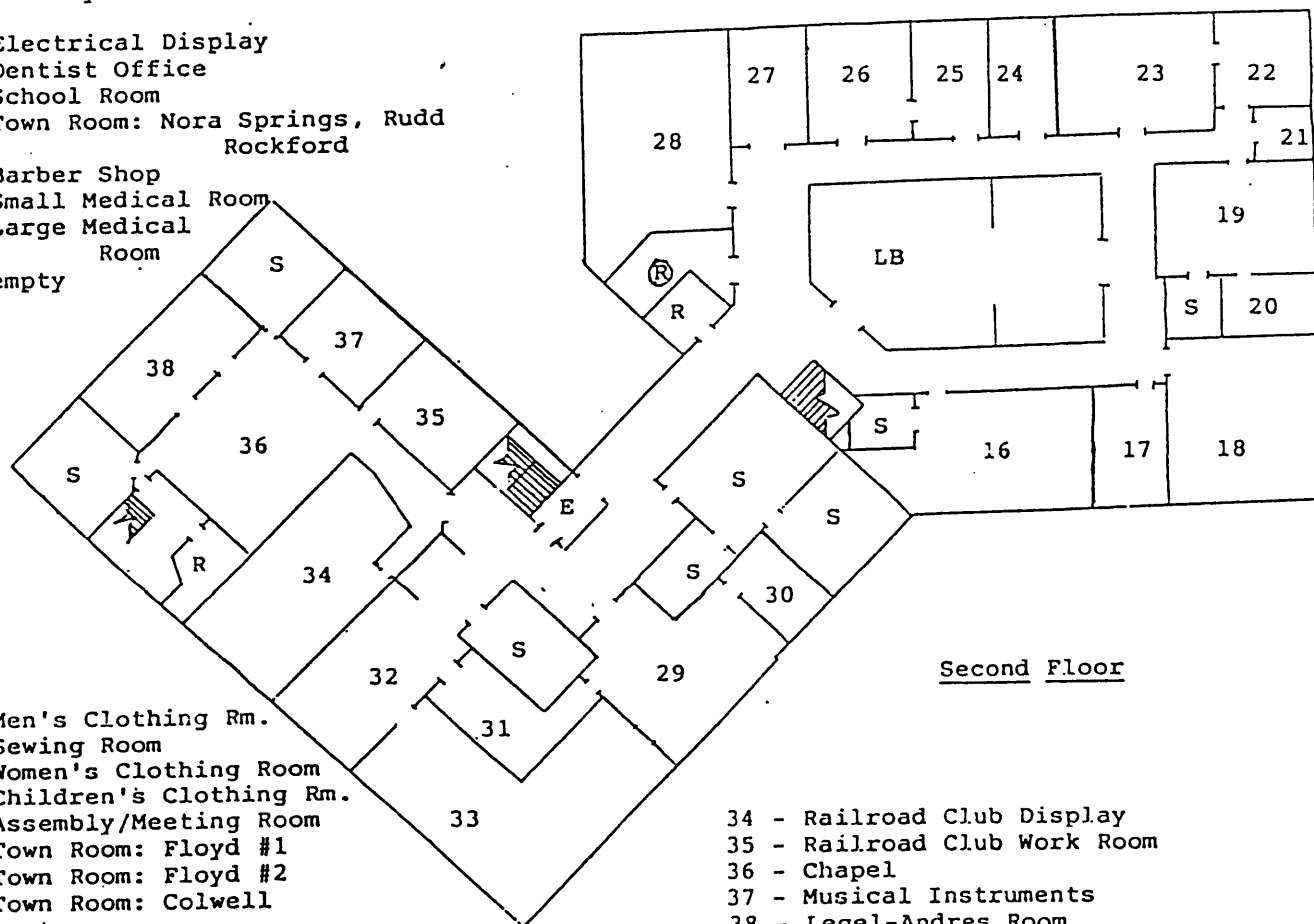 Electrical Display
Dentist Office
School Room
Town Room: Nora Springs, Rudd
Rockford
Barber Shop
Small Medical Room
Large Medical
Room
empty
27
26
25
24
23
22
28
21
19
LB
S
R
R
S
20
37
38
35
36
S
16
17
18
S
E
S
S
34
R
S
30
S
32
29
31
33
Second Floor
Men's Clothing Rm.
Sewing Room
Women's Clothing Room
Children's Clothing Rm.
Assembly/Meeting Room
Town Room: Floyd #1
Town Room: Floyd #2
Town Room: Colwell
34 - Railroad Club Display
35 - Railroad Club Work Room
36 - Chapel
37 - Musical Instruments
38 - Legel-Andres Room